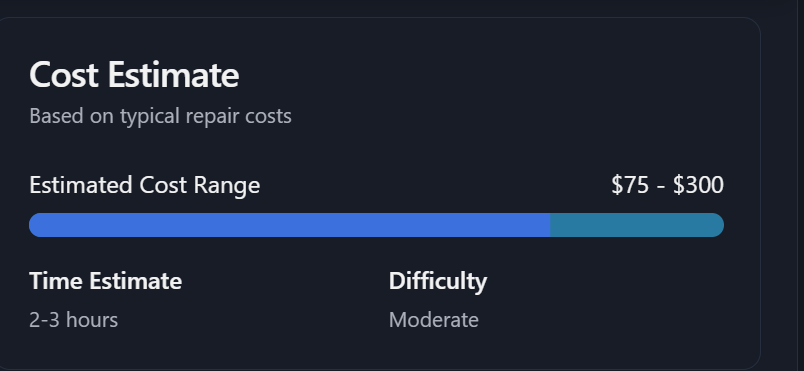 Cost Estimate
Based on typical repair costs
Estimated Cost Range $75 - $300
Time Estimate Difficulty
2-3 hours Moderate